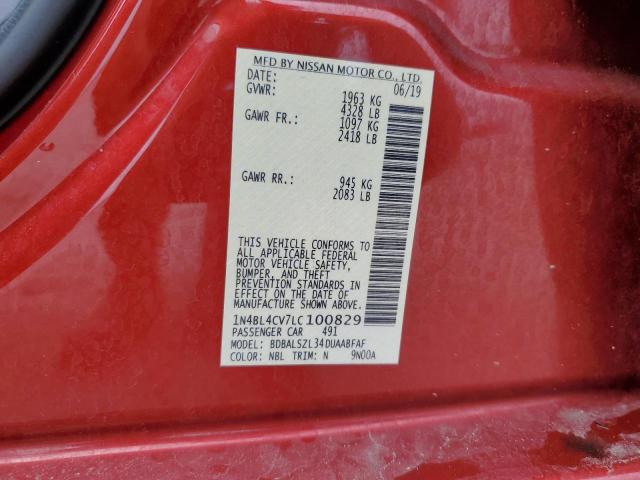 MFD BY NISSAN MOTOR CO., LTD.
DATE: 06/19
GVWR: 1963 KG
4328 LB
GAWR FR.: 1097 KG
2418 LB
GAWR RR.: 945 KG
2083 LB
THIS VEHICLE CONFORMS TO
ALL APPLICABLE FEDERAL
MOTOR VEHICLE SAFETY,
BUMPER, AND THEFT
PREVENTION STANDARDS IN
EFFECT ON THE DATE OF
MANUFACTURE SHOWN ABOVE.
1N4BL4CV7LC100829
PASSENGER CAR 491
MODEL: BDBALSZL34DUAABFAF
COLOR: NBL TRIM: N 9N00A